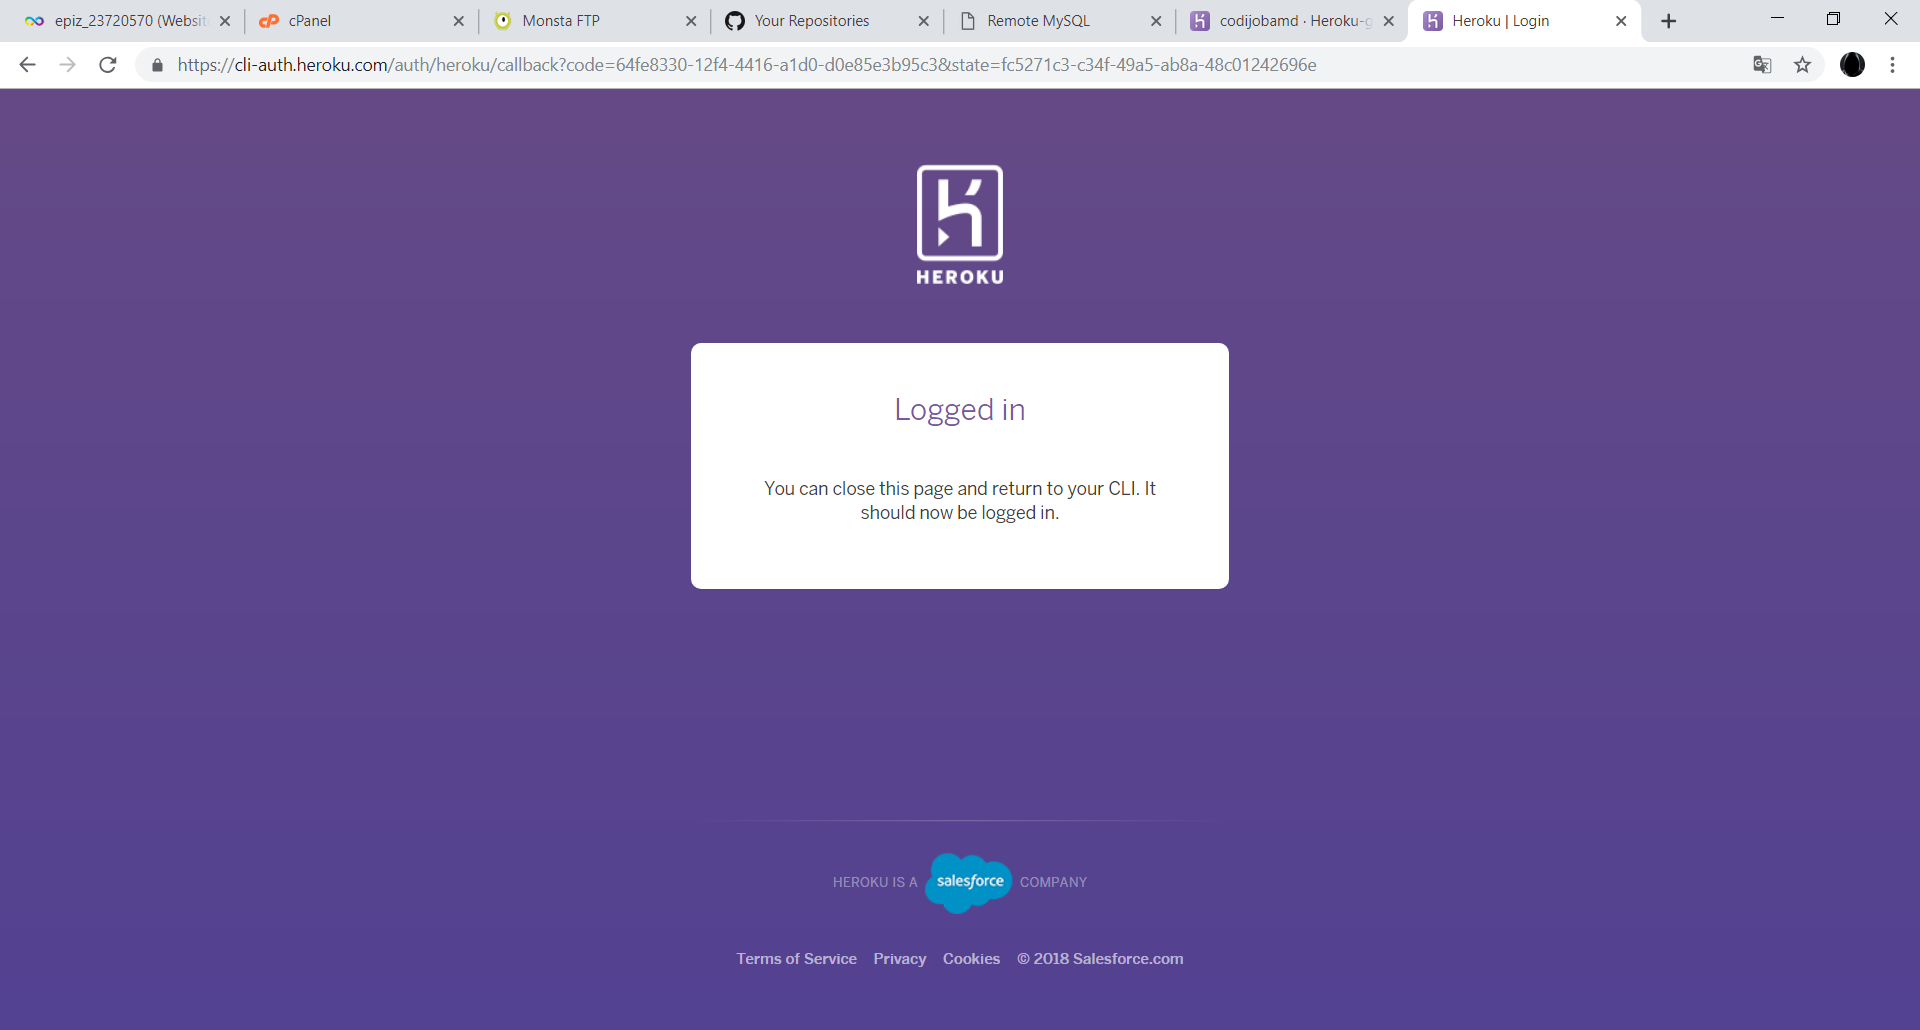 epiz_23720570 (Websit
cPanel
Monsta FTP
Your Repositories
Remote MySQL
codijobamd · Heroku-g
Heroku | Login
https://cli-auth.heroku.com/auth/heroku/callback?code=64fe8330-12f4-4416-a1d0-d0e85e3b95c3&state=fc5271c3-c34f-49a5-ab8a-48c01242696e
HEROKU
Logged in
You can close this page and return to your CLI. It
should now be logged in.
HEROKU IS A salesforce COMPANY
Terms of Service Privacy Cookies © 2018 Salesforce.com